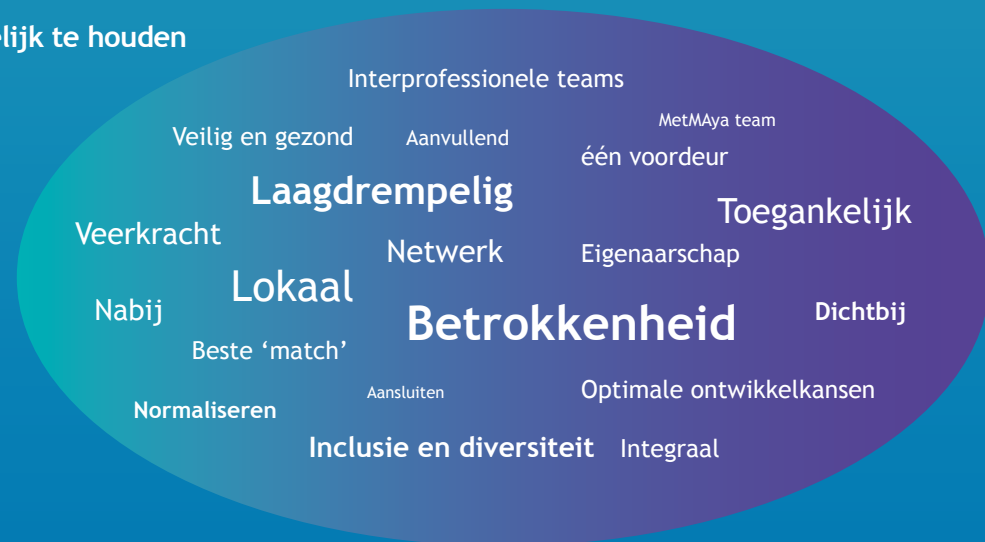 lijk te houden
Interprofessionele teams
MetMAya team
Veilig en gezond
Aanvullend
één voordeur
Laagdrempelig
Toegankelijk
Veerkracht
Netwerk
Eigenaarschap
Lokaal
Nabij
Betrokkenheid
Dichtbij
Beste ‘match’
Aansluiten
Optimale ontwikkelkansen
Normaliseren
Inclusie en diversiteit
Integraal